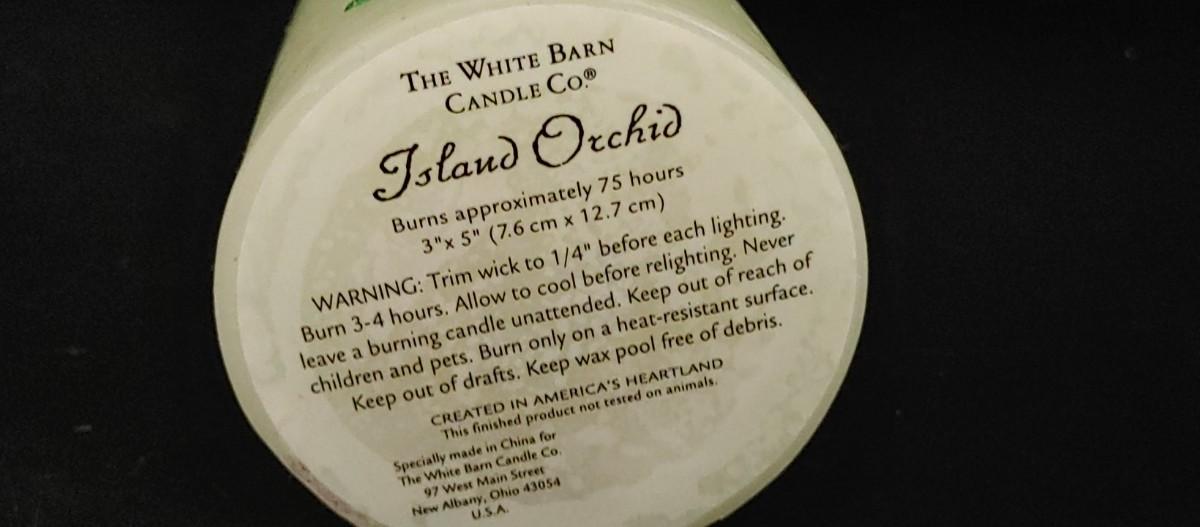 THE WHITE BARN
CANDLE CO.®
Island Orchid
Burns approximately 75 hours
3"x 5" (7.6 cm x 12.7 cm)
WARNING: Trim wick to 1/4" before each lighting.
Burn 3-4 hours. Allow to cool before relighting. Never
leave a burning candle unattended. Keep out of reach of
children and pets. Burn only on a heat-resistant surface.
Keep out of drafts. Keep wax pool free of debris.
CREATED IN AMERICA'S HEARTLAND
This finished product not tested on animals.
Specially made in China for
The White Barn Candle Co.
97 West Main Street
New Albany, Ohio 43054
U.S.A.